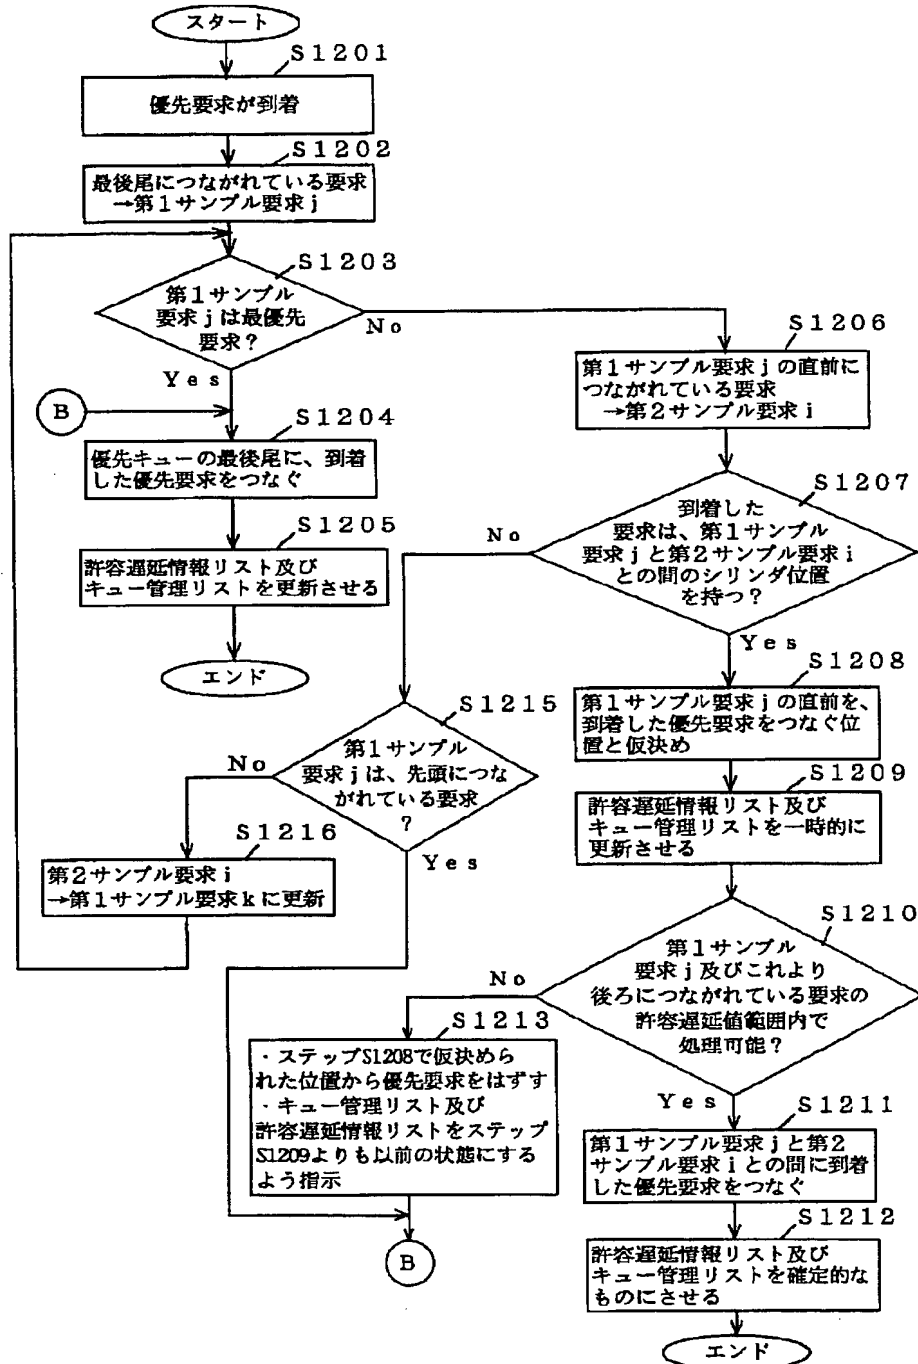 スタート
S1201
優先要求が到着
S1202
最後尾につながれている要求
→第1サンプル要求j
S1203
第1サンプル
要求jは最優先
要求?
No
Yes
B
S1204
優先キューの最後尾に、到着
した優先要求をつなぐ
S1205
許容遅延情報リスト及び
キュー管理リストを更新させる
エンド
S1206
第1サンプル要求jの直前に
つながれている要求
→第2サンプル要求i
S1207
到着した
要求は、第1サンプル
要求jと第2サンプル要求i
との間のシリンダ位置
を持つ?
No
Yes
S1208
第1サンプル要求jの直前を、
到着した優先要求をつなぐ位
置と仮決め
S1209
許容遅延情報リスト及び
キュー管理リストを一時的に
更新させる
S1210
第1サンプル
要求j及びこれより
後ろにつながれている要求の
許容遅延値範囲内で
処理可能?
No
Yes
S1211
第1サンプル要求jと第2
サンプル要求iとの間に到着
した優先要求をつなぐ
S1212
許容遅延情報リスト及び
キュー管理リストを確定的な
ものにさせる
エンド
S1215
第1サンプル
要求jは、先頭につな
がれている要求
?
No
Yes
S1216
第2サンプル要求i
→第1サンプル要求kに更新
S1213
・ステップS1208で仮決めら
れた位置から優先要求をはずす
・キュー管理リスト及び
許容遅延情報リストをステップ
S1209よりも以前の状態にする
よう指示
B